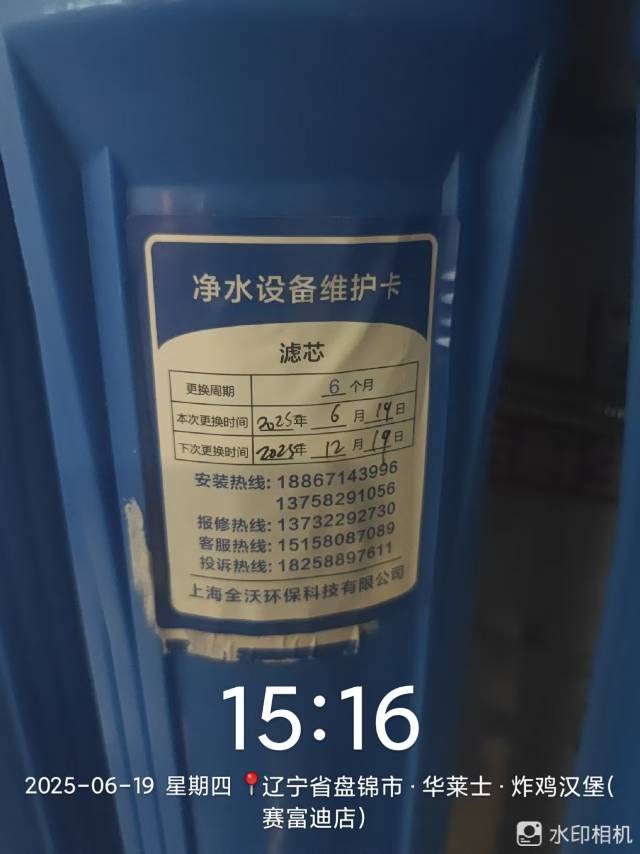 净水设备维护卡
滤芯
更换周期 6 个月
本次更换时间 2025年 6 月 19 日
下次更换时间 2025年 12 月 19 日
安装热线: 18867143996
13758291056
报修热线: 13732292730
客服热线: 15158087089
投诉热线: 18258897611
上海全沃环保科技有限公司
15:16
2025-06-19 星期四 📍辽宁省盘锦市 · 华莱士 · 炸鸡汉堡(
赛富迪店)
水印相机